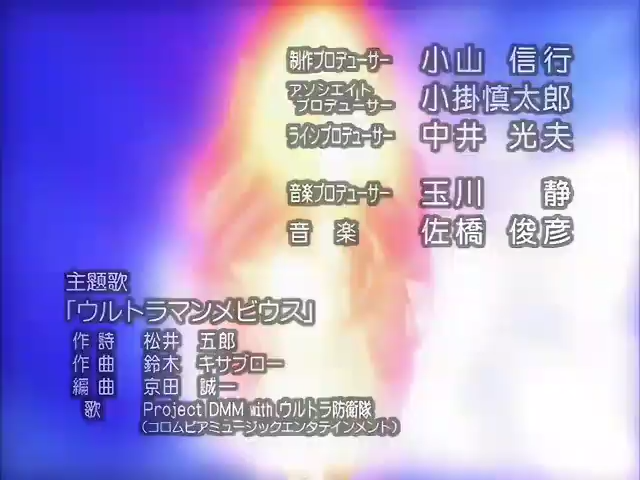 制作プロデューサー 小山 信行
アソシエイト
プロデューサー 小掛慎太郎
ラインプロデューサー 中井 光夫
音楽プロデューサー 玉川 静
音 楽 佐橋 俊彦
主題歌
「ウルトラマンメビウス」
作 詩 松井 五郎
作 曲 鈴木 キサブロー
編 曲 京田 誠一
歌 Project DMM with ウルトラ防衛隊
(コロムビアミュージックエンタテインメント)